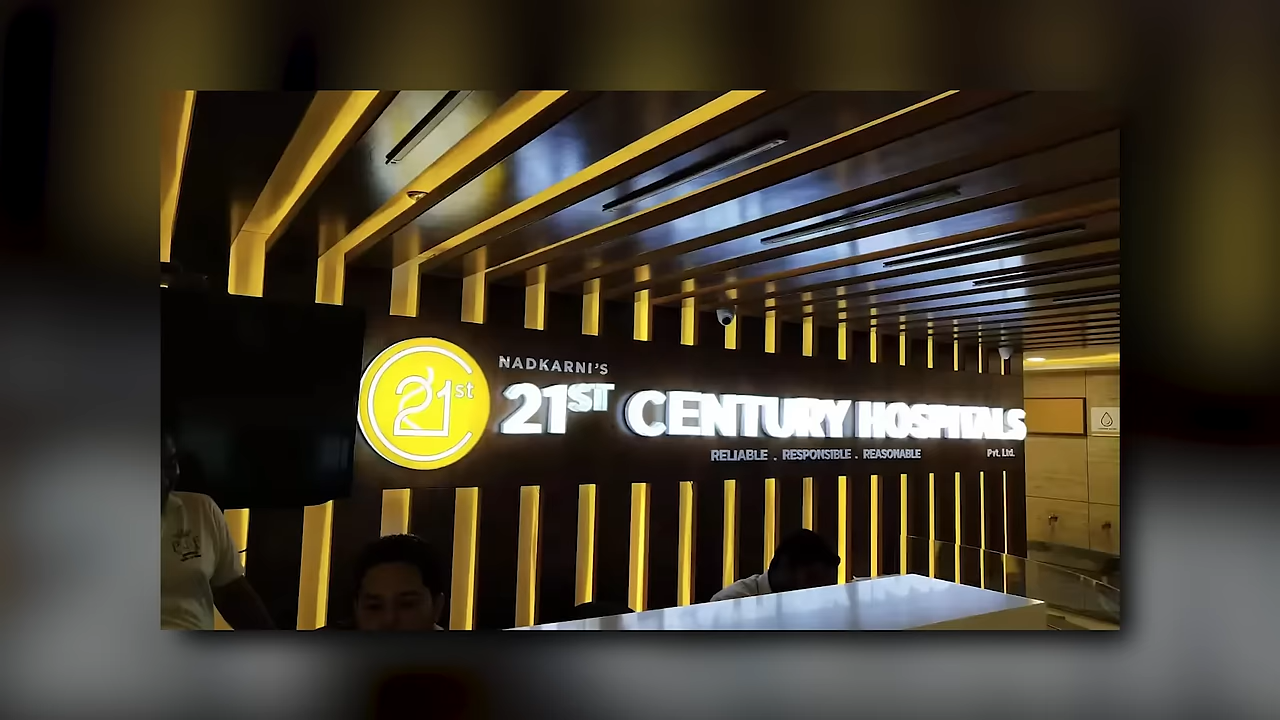 21st
NADKARNI'S
21ST CENTURY HOSPITALS
RELIABLE . RESPONSIBLE . REASONABLE
Pvt. Ltd.